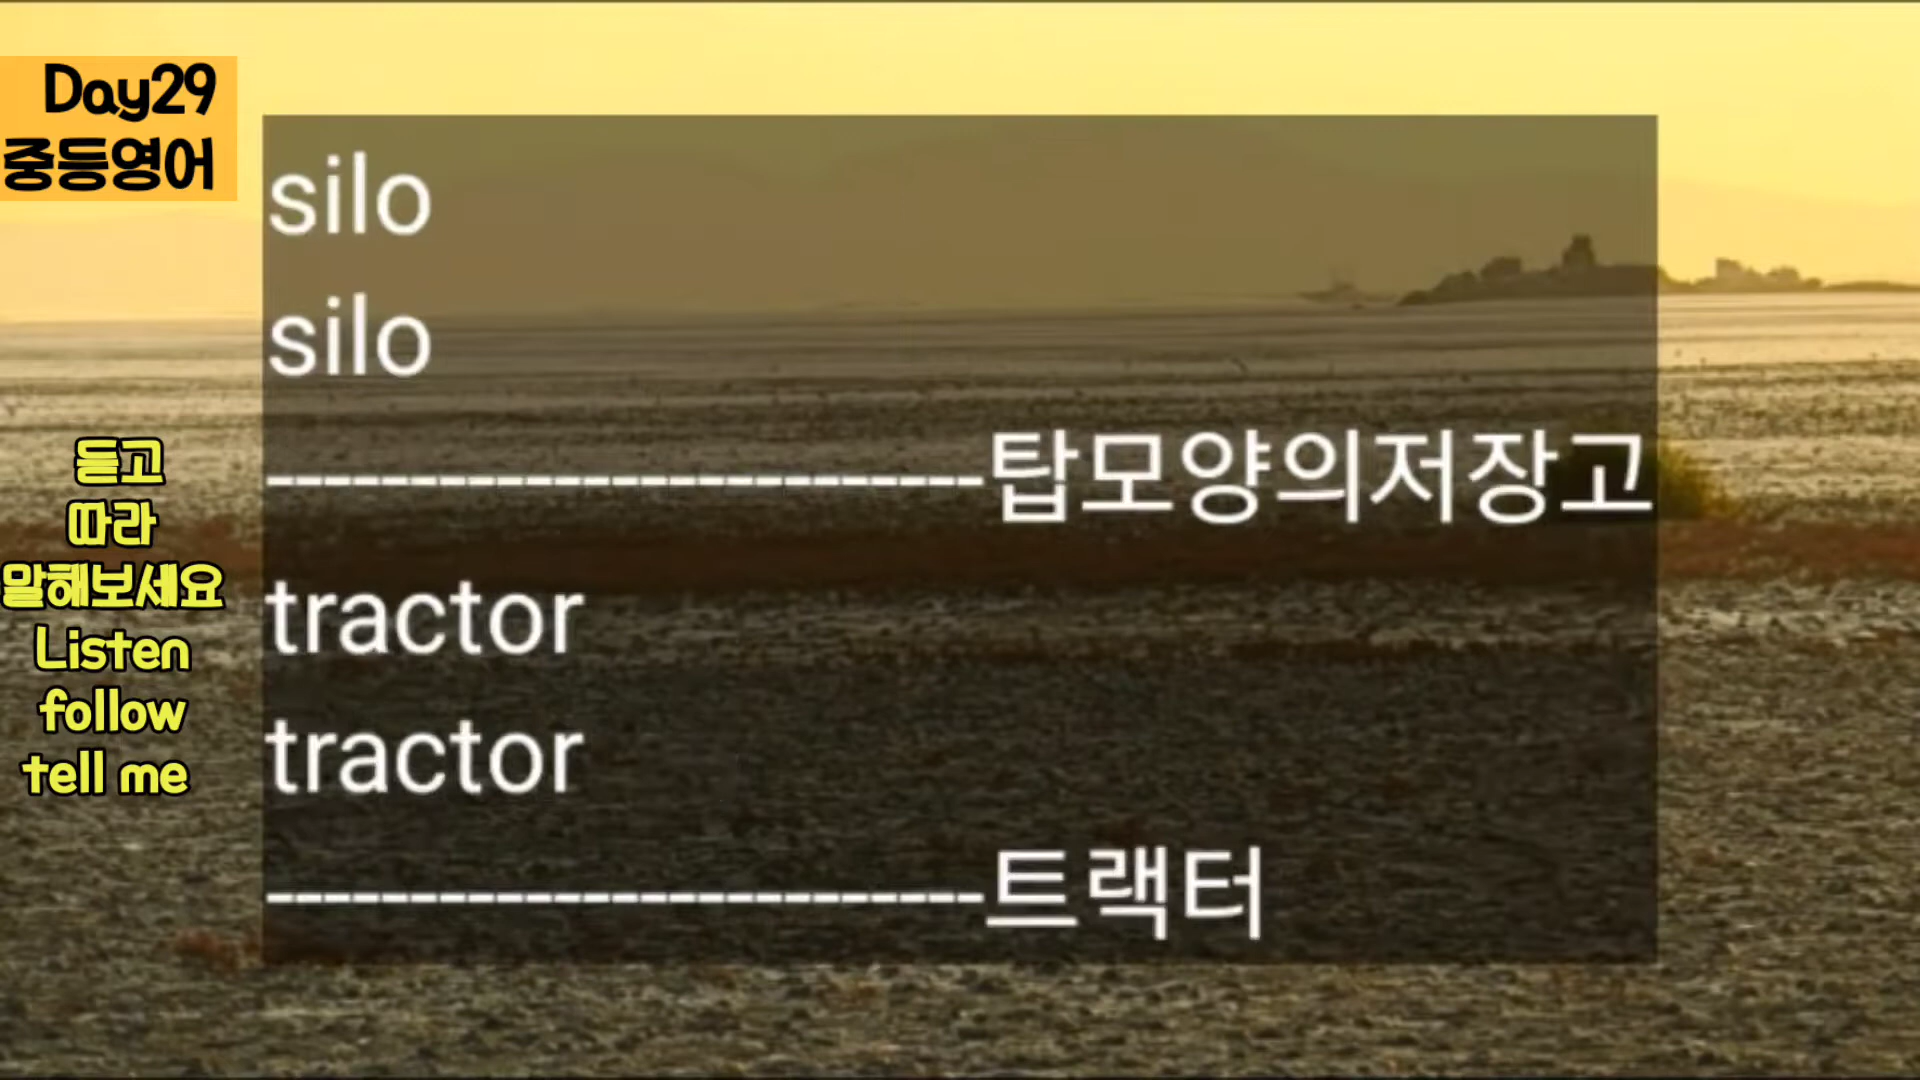 Day29
중등영어
silo
silo
-------------------------탑모양의저장고
tractor
tractor
-------------------------트랙터
듣고
따라
말해보세요
Listen
follow
tell me